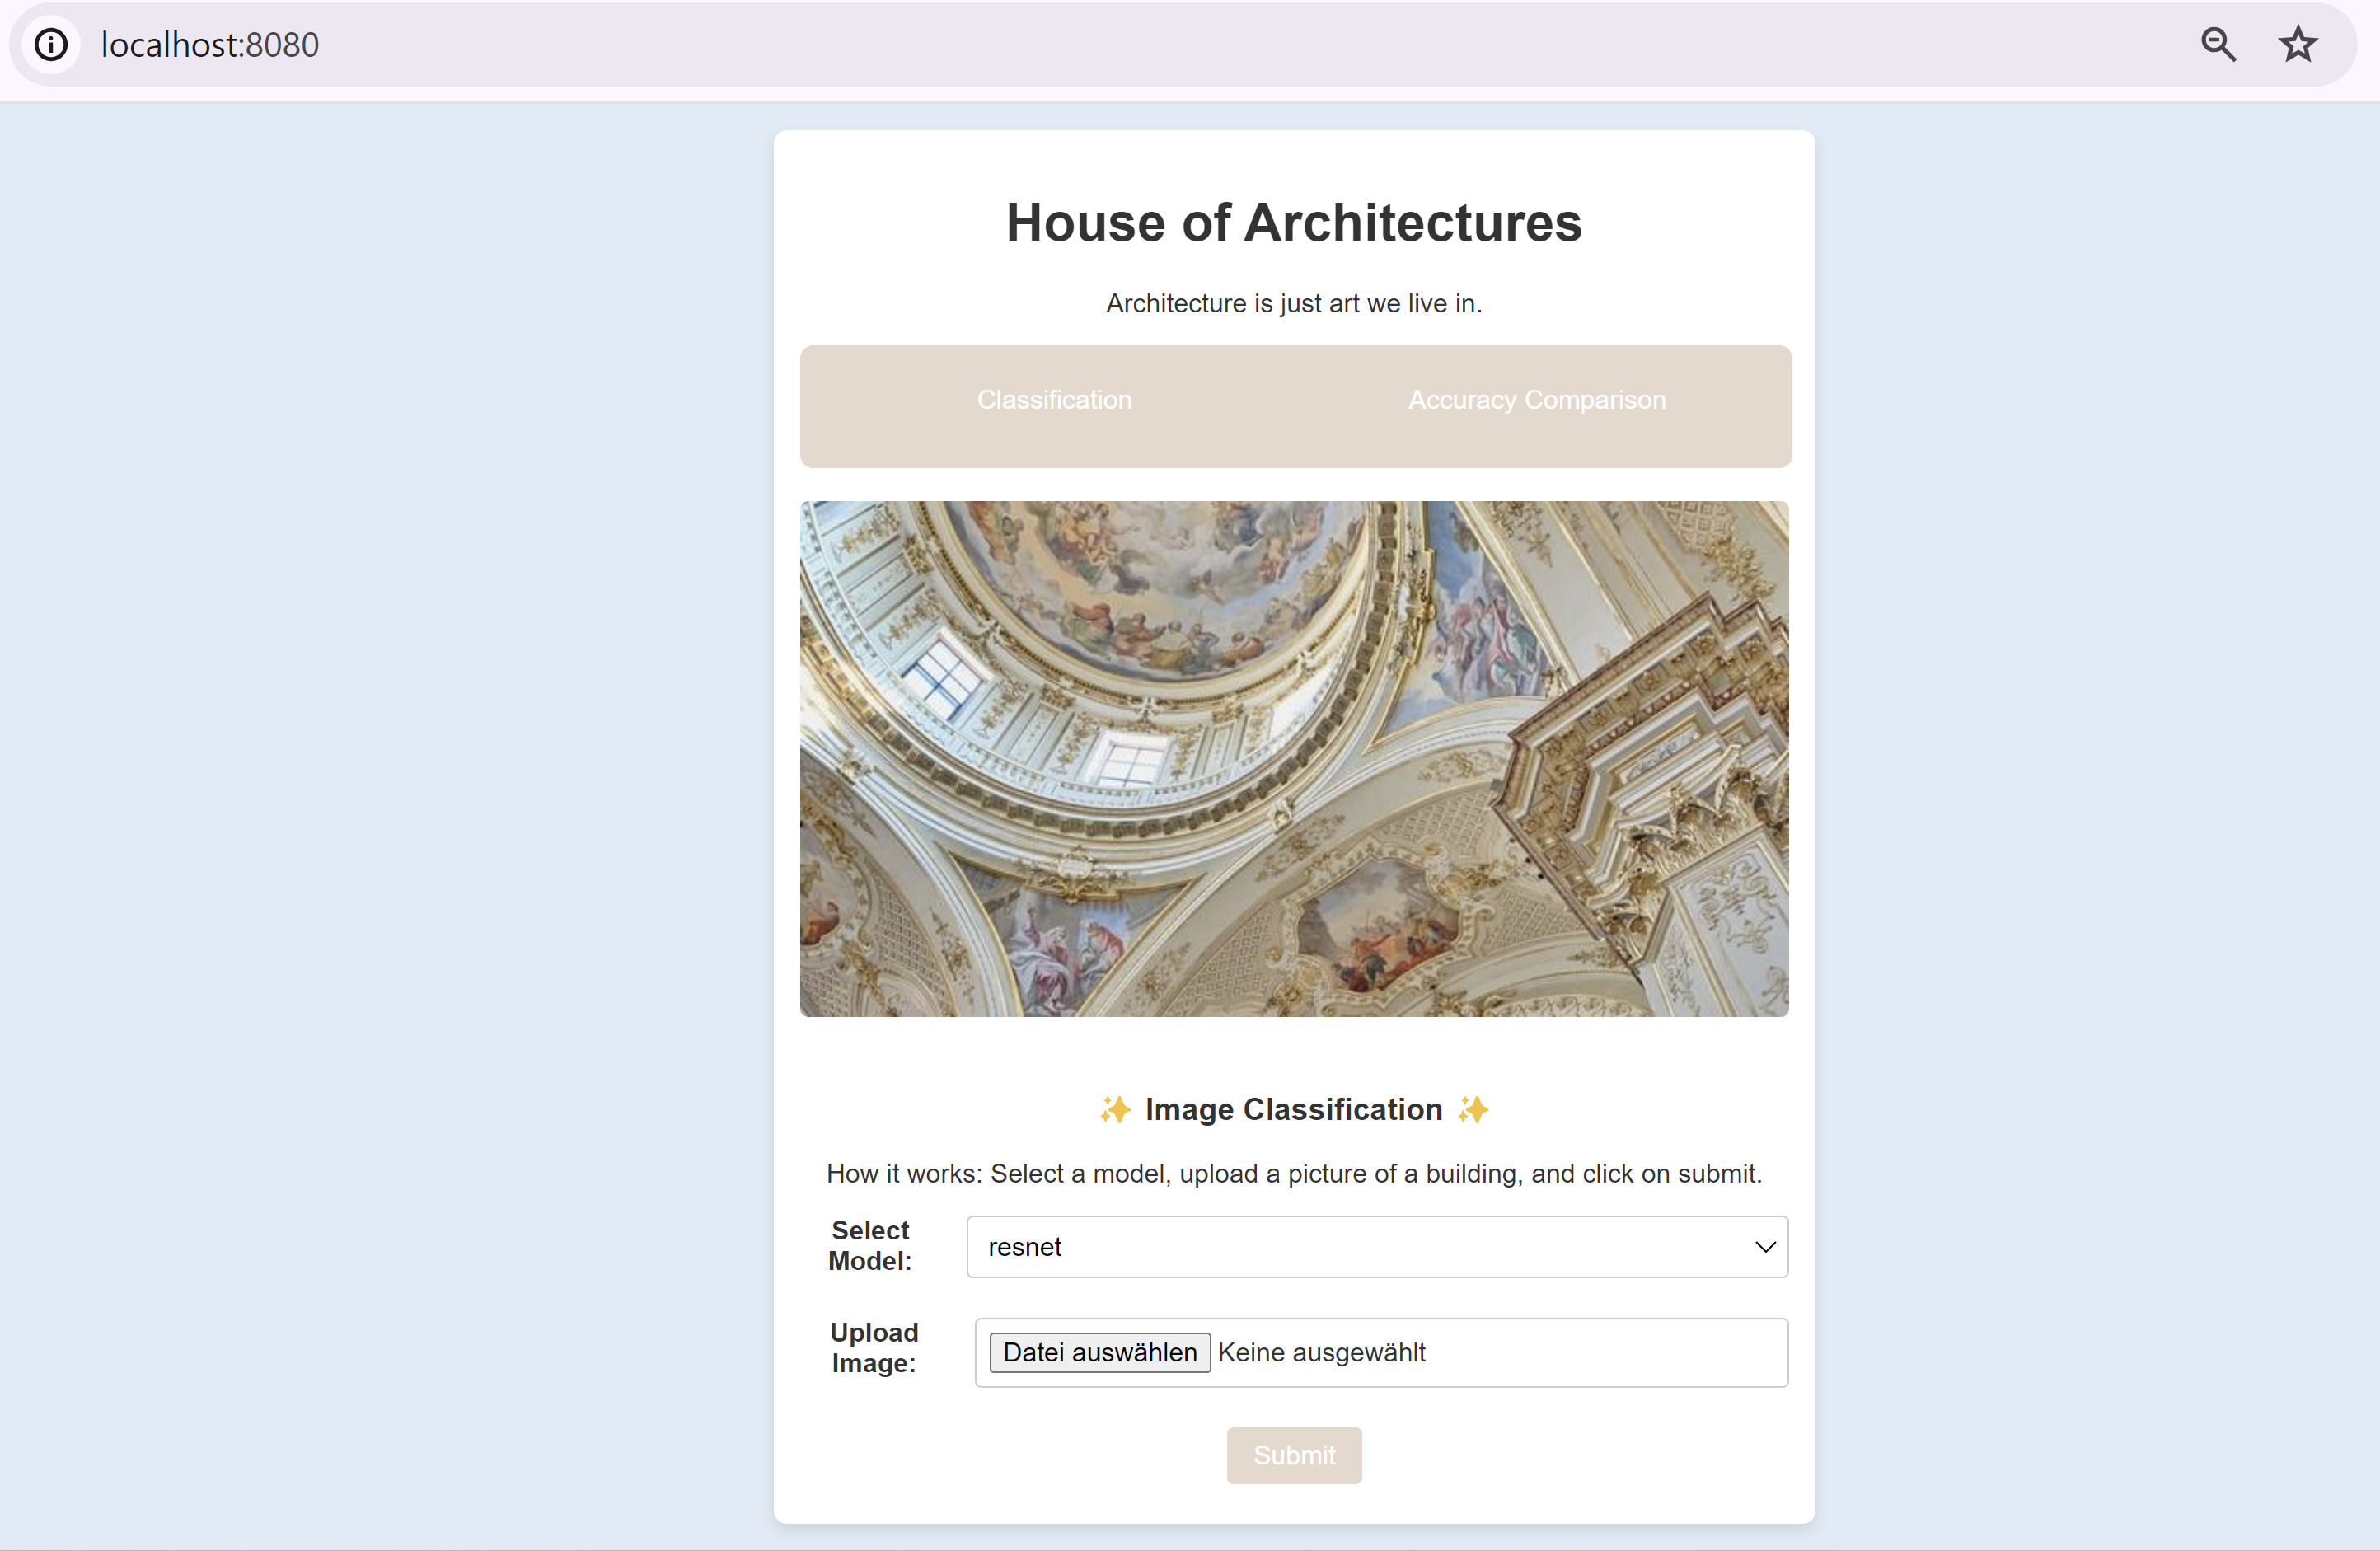 localhost:8080
House of Architectures
Architecture is just art we live in.
Classification
Accuracy Comparison
✨ Image Classification ✨
How it works: Select a model, upload a picture of a building, and click on submit.
Select
Model:
resnet
Upload
Image:
Datei auswählen Keine ausgewählt
Submit